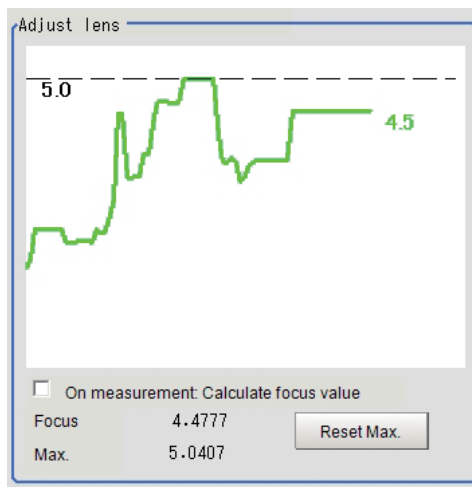 Adjust lens
5.0
4.5
On measurement: Calculate focus value
Focus 4.4777
Reset Max.
Max. 5.0407